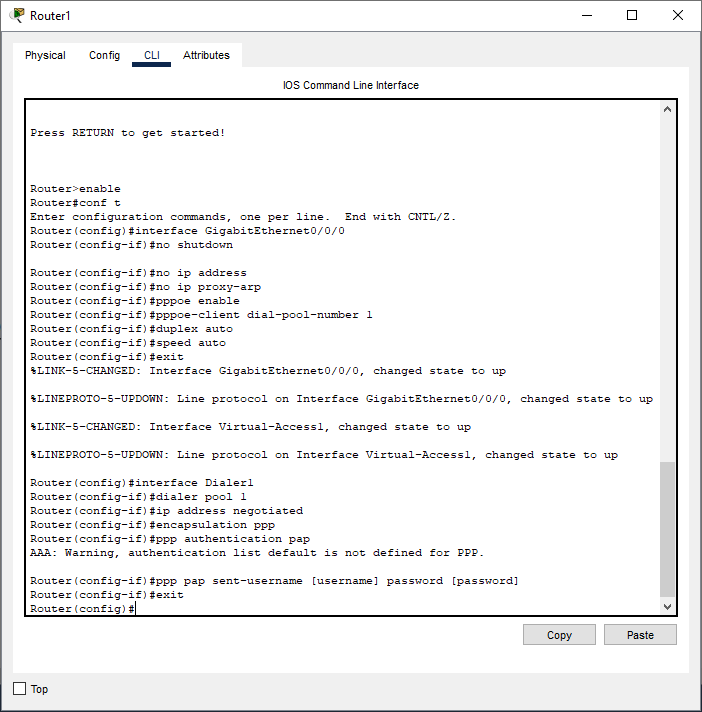 Router1
Physical Config CLI Attributes
IOS Command Line Interface
Press RETURN to get started!
Router>enable
Router#conf t
Enter configuration commands, one per line.  End with CNTL/Z.
Router(config)#interface GigabitEthernet0/0/0
Router(config-if)#no shutdown
Router(config-if)#no ip address
Router(config-if)#no ip proxy-arp
Router(config-if)#pppoe enable
Router(config-if)#pppoe-client dial-pool-number 1
Router(config-if)#duplex auto
Router(config-if)#speed auto
Router(config-if)#exit
%LINK-5-CHANGED: Interface GigabitEthernet0/0/0, changed state to up
%LINEPROTO-5-UPDOWN: Line protocol on Interface GigabitEthernet0/0/0, changed state to up
%LINK-5-CHANGED: Interface Virtual-Access1, changed state to up
%LINEPROTO-5-UPDOWN: Line protocol on Interface Virtual-Access1, changed state to up
Router(config)#interface Dialer1
Router(config-if)#dialer pool 1
Router(config-if)#ip address negotiated
Router(config-if)#encapsulation ppp
Router(config-if)#ppp authentication pap
AAA: Warning, authentication list default is not defined for PPP.
Router(config-if)#ppp pap sent-username [username] password [password]
Router(config-if)#exit
Router(config)#
Copy Paste
Top